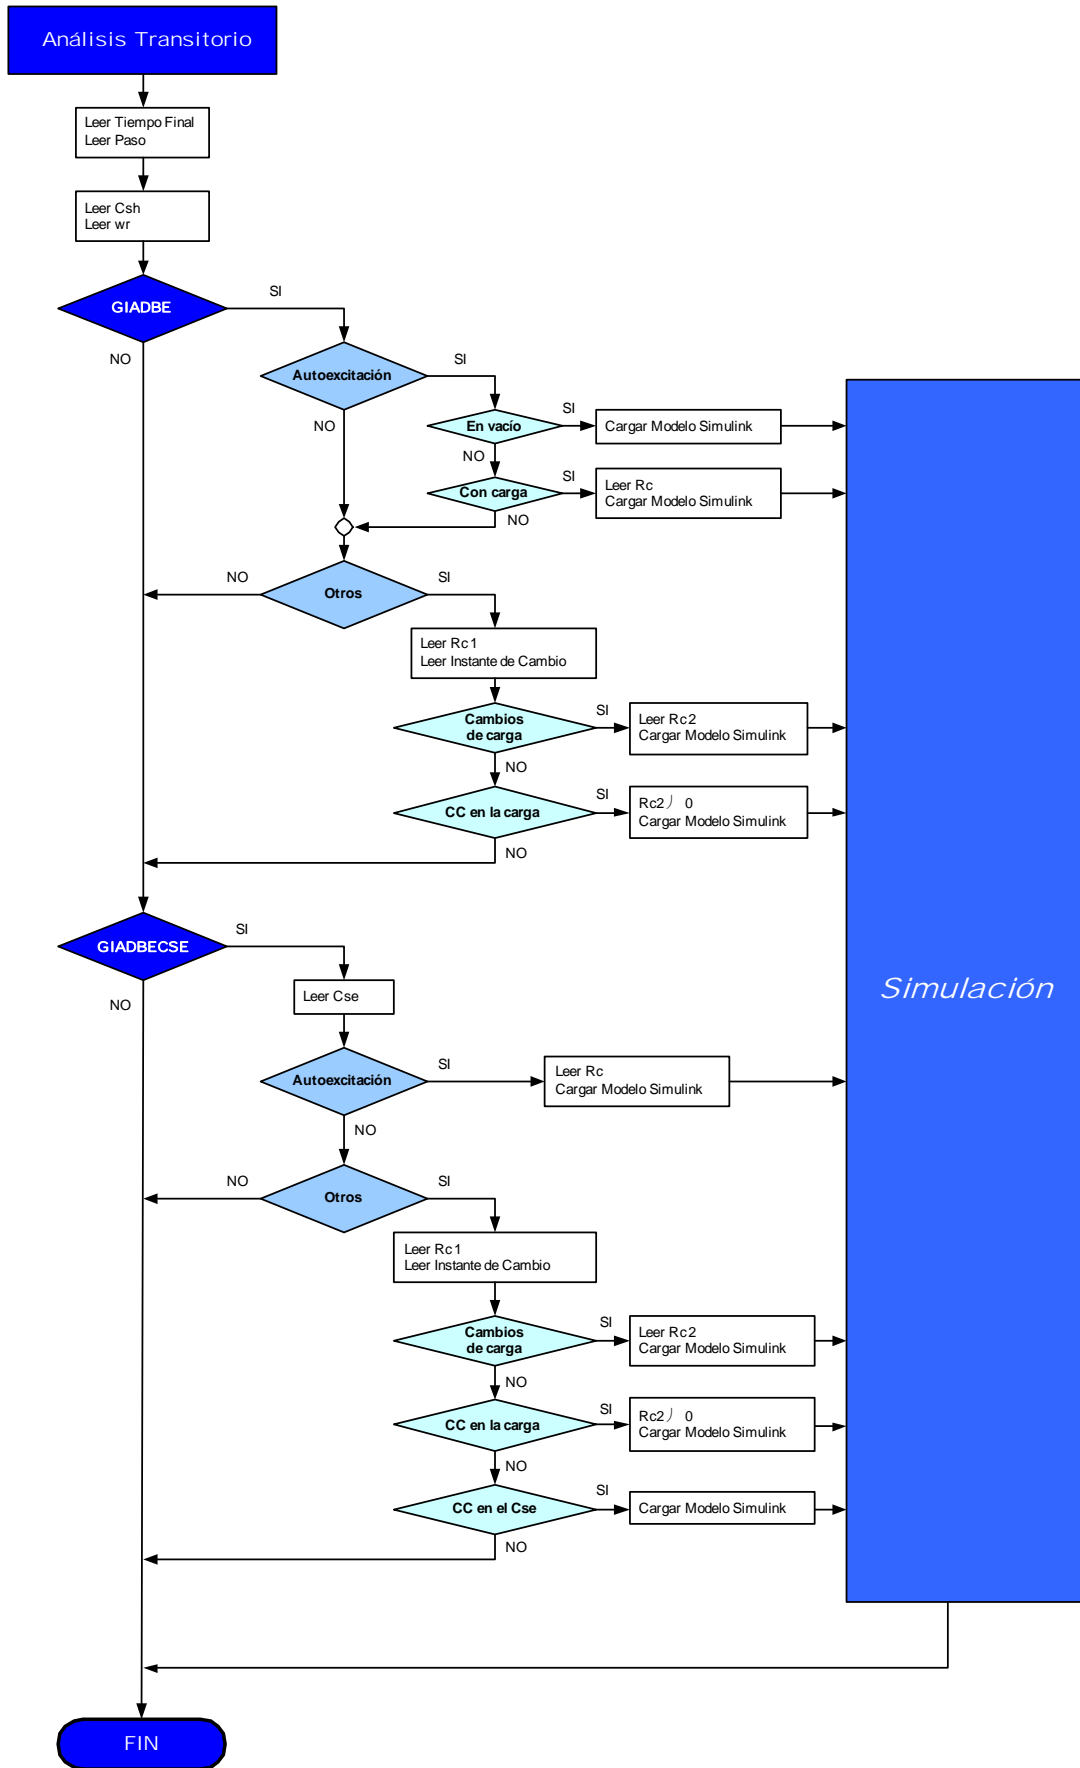 Análisis Transitorio
Leer Tiempo Final
Leer Paso
Leer Csh
Leer wr
GIADBE
SI
NO
Autoexcitación
SI
NO
En vacío
SI
Cargar Modelo Simulink
NO
Con carga
SI
Leer Rc
Cargar Modelo Simulink
NO
Otros
NO
SI
Leer Rc1
Leer Instante de Cambio
Cambios
de carga
SI
Leer Rc2
Cargar Modelo Simulink
NO
CC en la carga
SI
Rc2 ) 0
Cargar Modelo Simulink
NO
GIADBECSE
SI
NO
Leer Cse
Autoexcitación
SI
Leer Rc
Cargar Modelo Simulink
NO
Otros
NO
SI
Leer Rc1
Leer Instante de Cambio
Cambios
de carga
SI
Leer Rc2
Cargar Modelo Simulink
NO
CC en la carga
SI
Rc2 ) 0
Cargar Modelo Simulink
NO
CC en el Cse
SI
Cargar Modelo Simulink
NO
Simulación
FIN